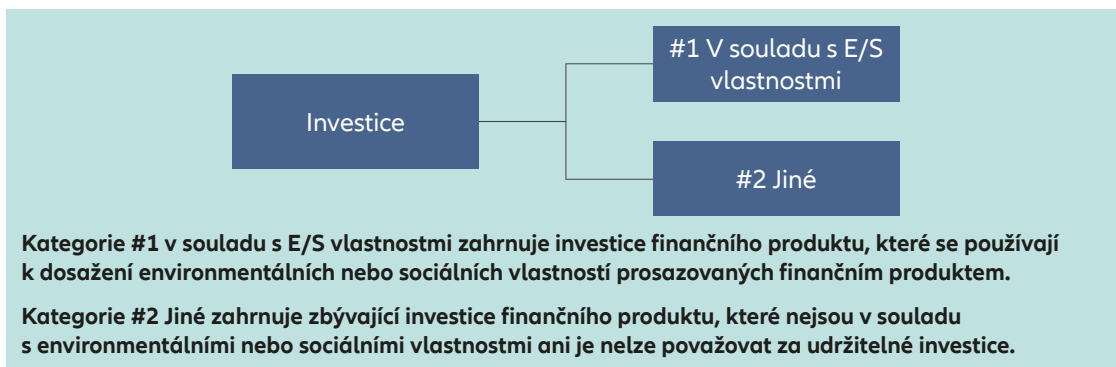 #1 V souladu s E/S
vlastnostmi
Investice
#2 Jiné
Kategorie #1 v souladu s E/S vlastnostmi zahrnuje investice finančního produktu, které se používají
k dosažení environmentálních nebo sociálních vlastností prosazovaných finančním produktem.
Kategorie #2 Jiné zahrnuje zbývající investice finančního produktu, které nejsou v souladu
s environmentálními nebo sociálními vlastnostmi ani je nelze považovat za udržitelné investice.